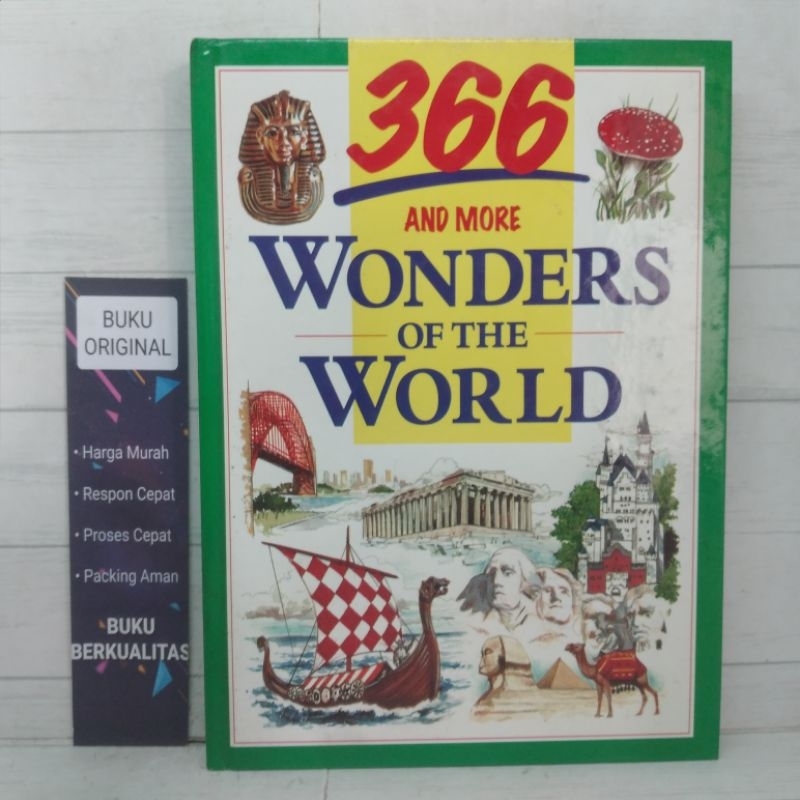 366
AND MORE
WONDERS
OF THE
WORLD
BUKU
ORIGINAL
• Harga Murah
• Respon Cepat
• Proses Cepat
• Packing Aman
BUKU
BERKUALITAS